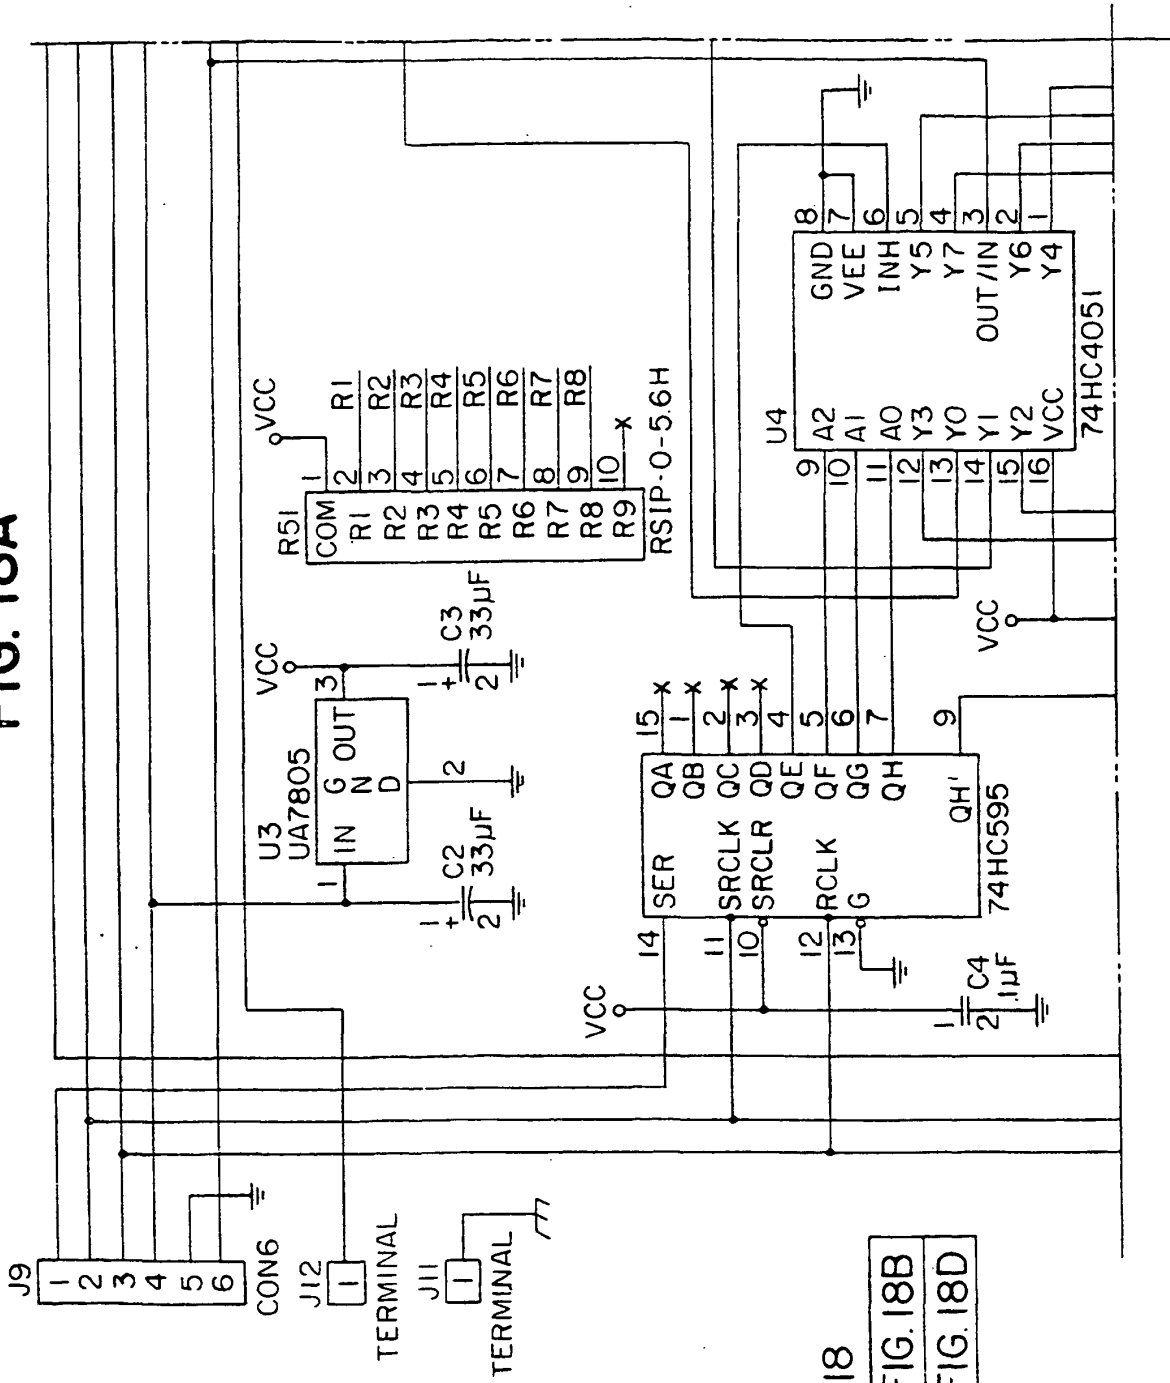 FIG. 18A
J9
1
2
3
4
5
6
CON6
J12
1
TERMINAL
J11
1
TERMINAL
U3
UA7805
IN
G
N
D
OUT
1
2
3
VCC
1
+
2
C2
33µF
1
+
2
C3
33µF
R51
COM
R1
R2
R3
R4
R5
R6
R7
R8
R9
1
2
3
4
5
6
7
8
9
10
VCC
R1
R2
R3
R4
R5
R6
R7
R8
x
RSIP-0-5.6H
VCC
1
2
C4
.1µF
14
11
10
12
13
SER
SRCLK
SRCLR
RCLK
G
QA
QB
QC
QD
QE
QF
QG
QH
QH'
15
1
2
3
4
5
6
7
9
x
x
x
x
74HC595
VCC
U4
9
10
11
12
13
14
15
16
A2
A1
A0
Y3
Y0
Y1
Y2
VCC
GND
VEE
INH
Y5
Y7
OUT/IN
Y6
Y4
8
7
6
5
4
3
2
1
74HC4051
18
FIG. 18B
FIG. 18D